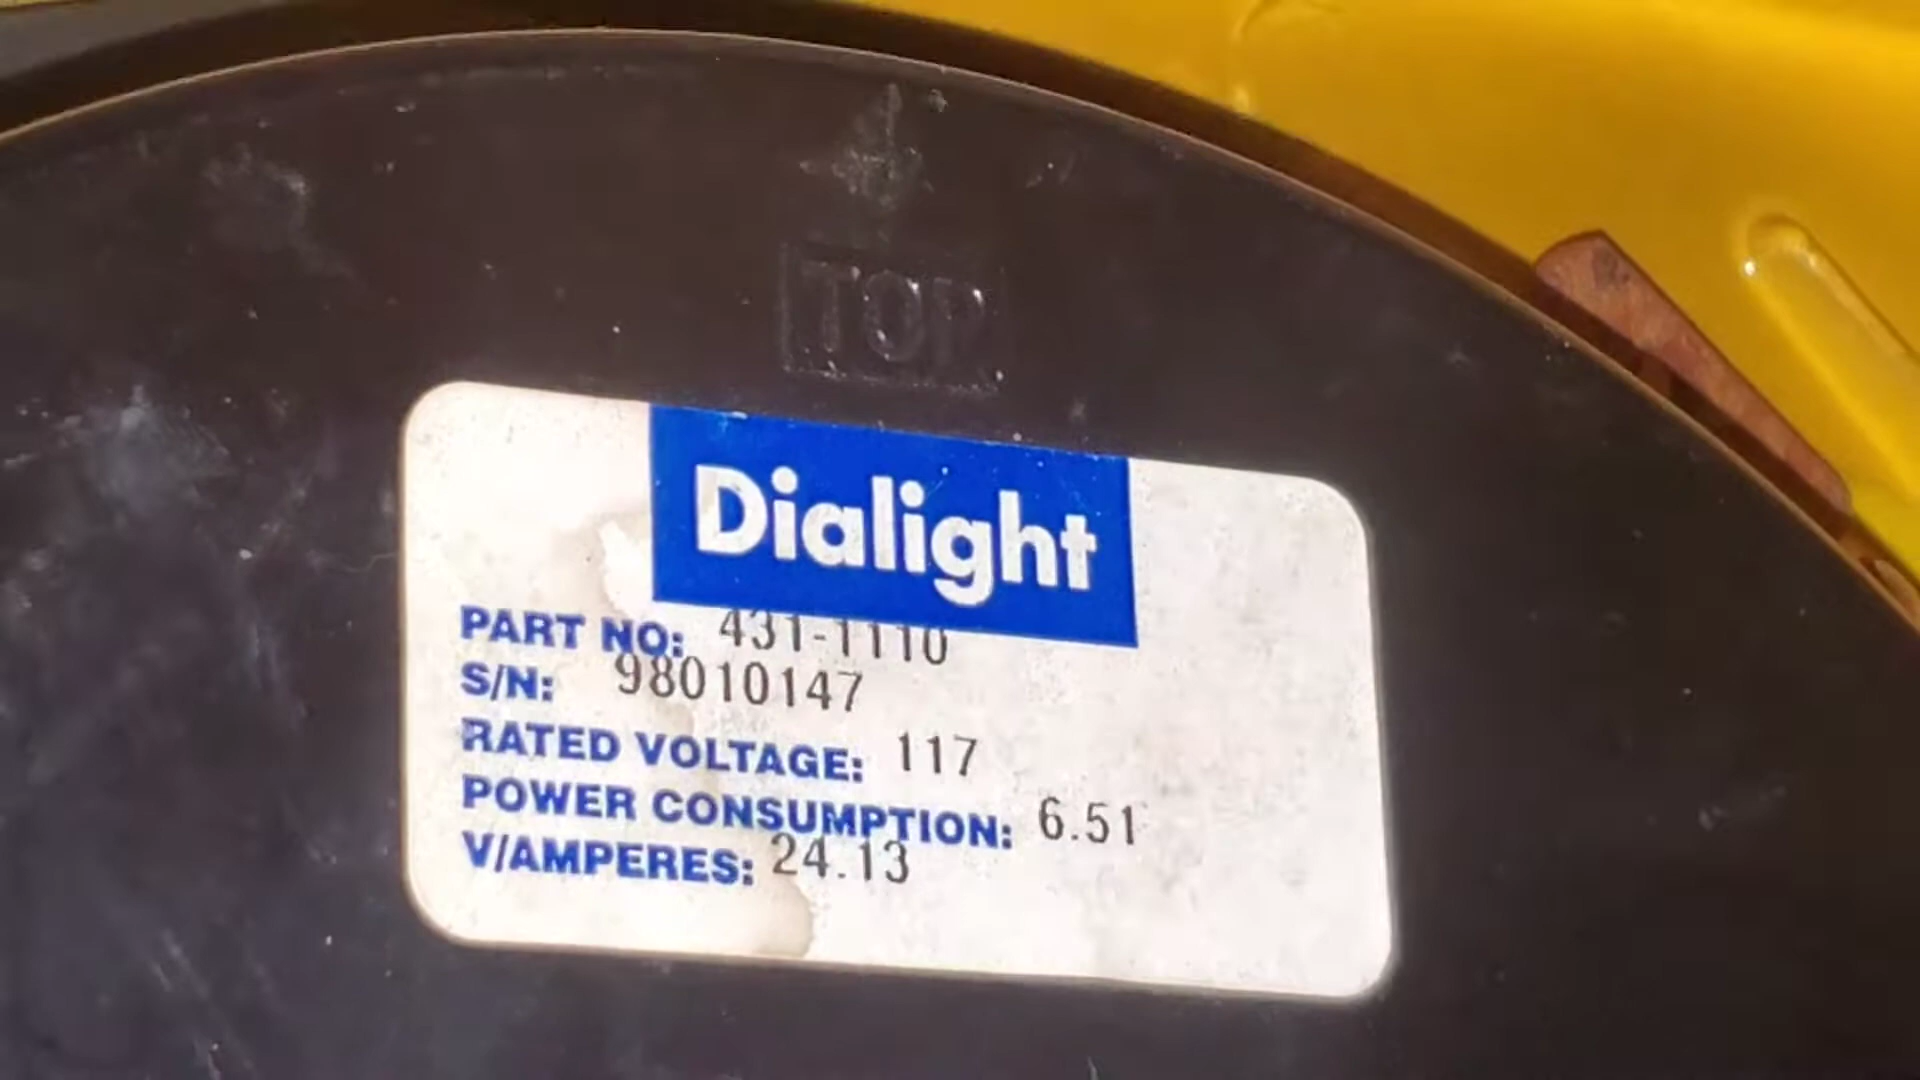 TOP
Dialight
PART NO: 431-1110
S/N: 98010147
RATED VOLTAGE: 117
POWER CONSUMPTION: 6.51
V/AMPERES: 24.13